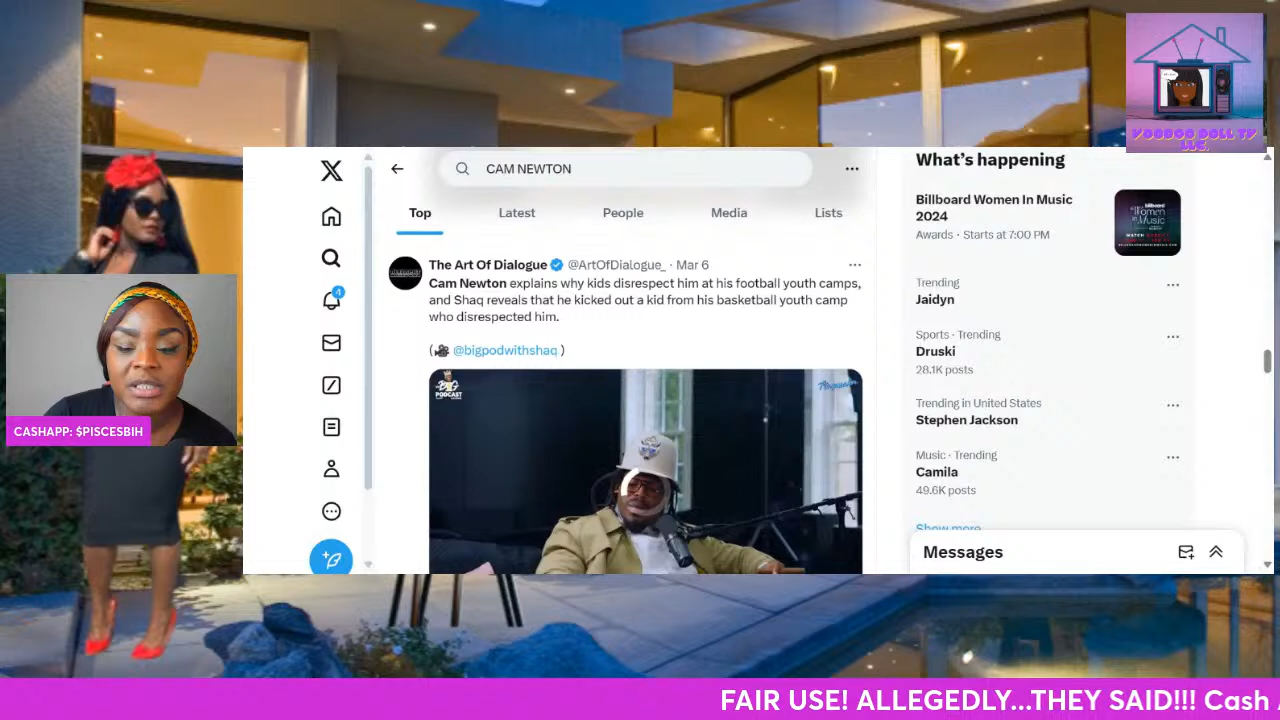 VOODOO DOLL TV
LLC.
CAM NEWTON
Top
Latest
People
Media
Lists
The Art Of Dialogue @ArtOfDialogue_ · Mar 6
Cam Newton explains why kids disrespect him at his football youth camps,
and Shaq reveals that he kicked out a kid from his basketball youth camp
who disrespected him.
(🎥 @bigpodwithshaq )
BIG
PODCAST
4
What's happening
Billboard Women In Music
2024
Awards · Starts at 7:00 PM
Trending
Jaidyn
Sports · Trending
Druski
28.1K posts
Trending in United States
Stephen Jackson
Music · Trending
Camila
49.6K posts
Show more
Messages
CASHAPP: $PISCESBIH
FAIR USE! ALLEGEDLY...THEY SAID!!! Cash